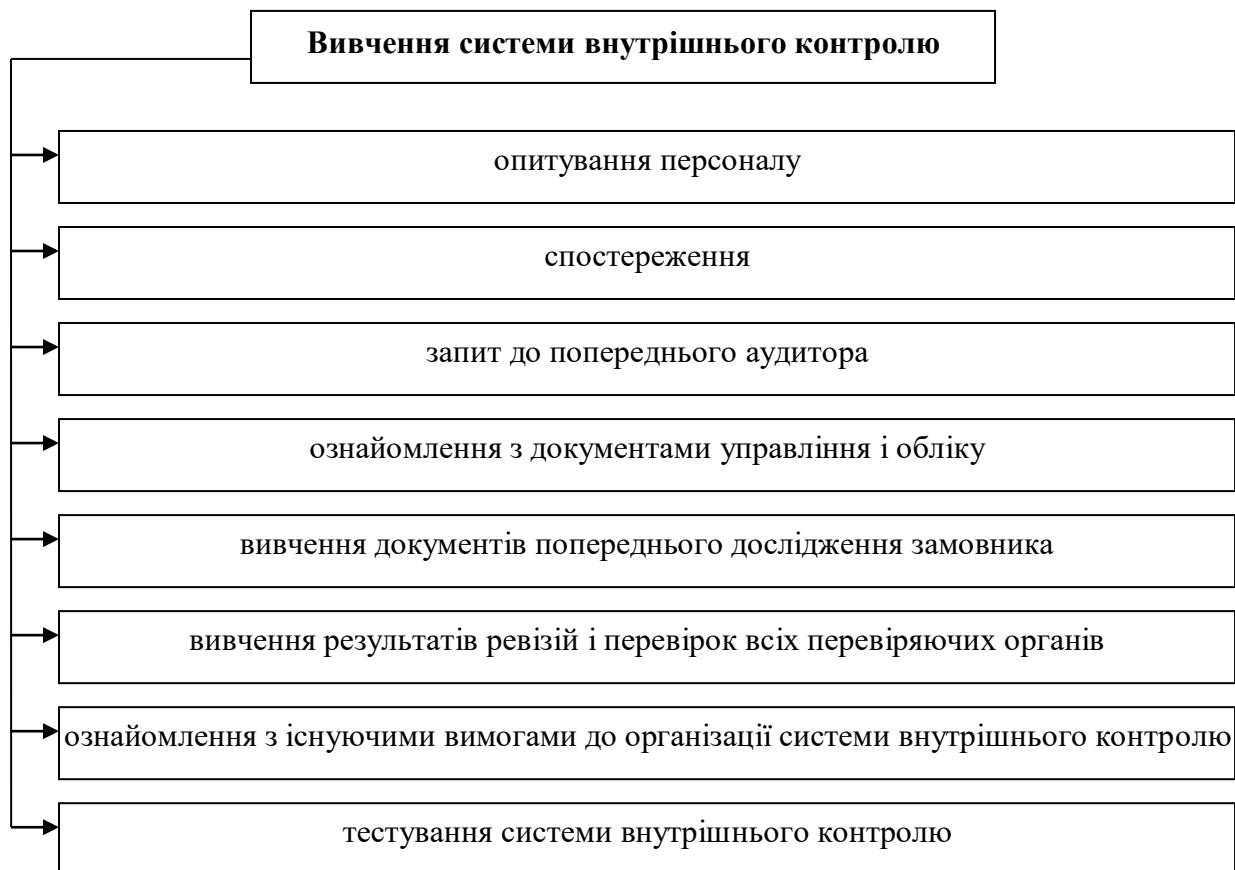 Вивчення системи внутрішнього контролю
опитування персоналу
спостереження
запит до попереднього аудитора
ознайомлення з документами управління і обліку
вивчення документів попереднього дослідження замовника
вивчення результатів ревізій і перевірок всіх перевіряючих органів
ознайомлення з існуючими вимогами до організації системи внутрішнього контролю
тестування системи внутрішнього контролю